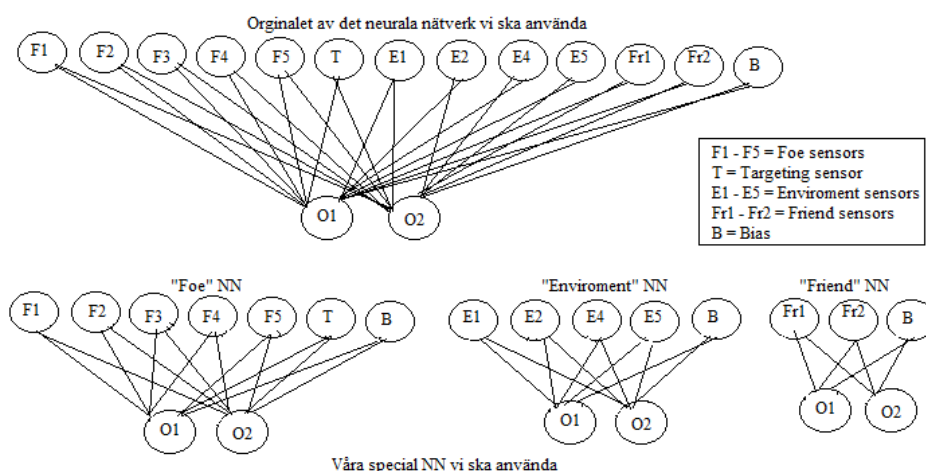 Orginalet av det neurala nätverk vi ska använda
F1 F2 F3 F4 F5 T E1 E2 E4 E5 Fr1 Fr2 B
O1 O2
F1 - F5 = Foe sensors
T = Targeting sensor
E1 - E5 = Enviroment sensors
Fr1 - Fr2 = Friend sensors
B = Bias
"Foe" NN
F1 F2 F3 F4 F5 T B
O1 O2
"Enviroment" NN
E1 E2 E4 E5 B
O1 O2
"Friend" NN
Fr1 Fr2 B
O1 O2
Våra special NN vi ska använda